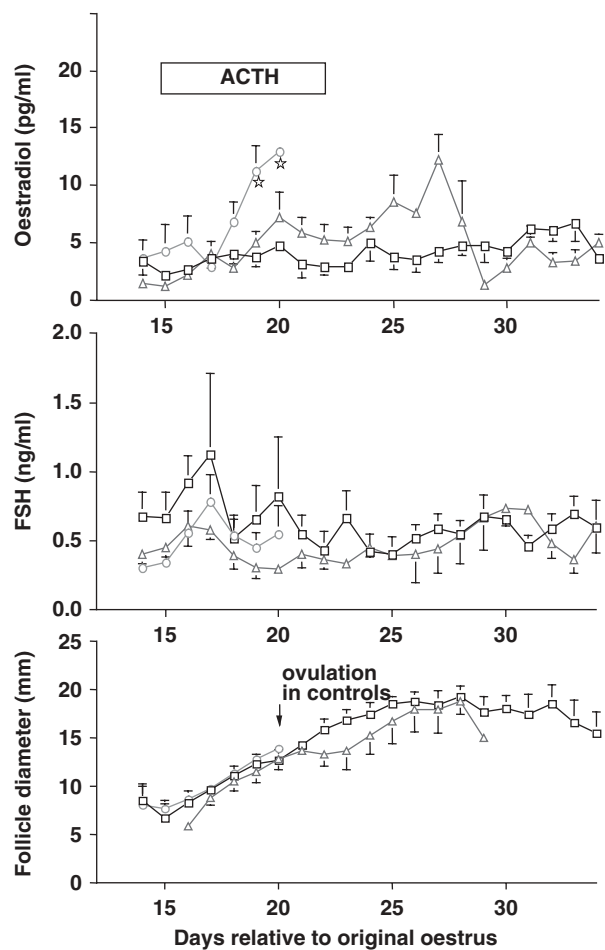 Oestradiol (pg/ml)
20
15
10
5
0
ACTH
15 20 25 30
FSH (ng/ml)
2.0
1.5
1.0
0.5
0.0
15 20 25 30
Follicle diameter (mm)
25
20
15
10
5
0
ovulation
in controls
15 20 25 30
Days relative to original oestrus